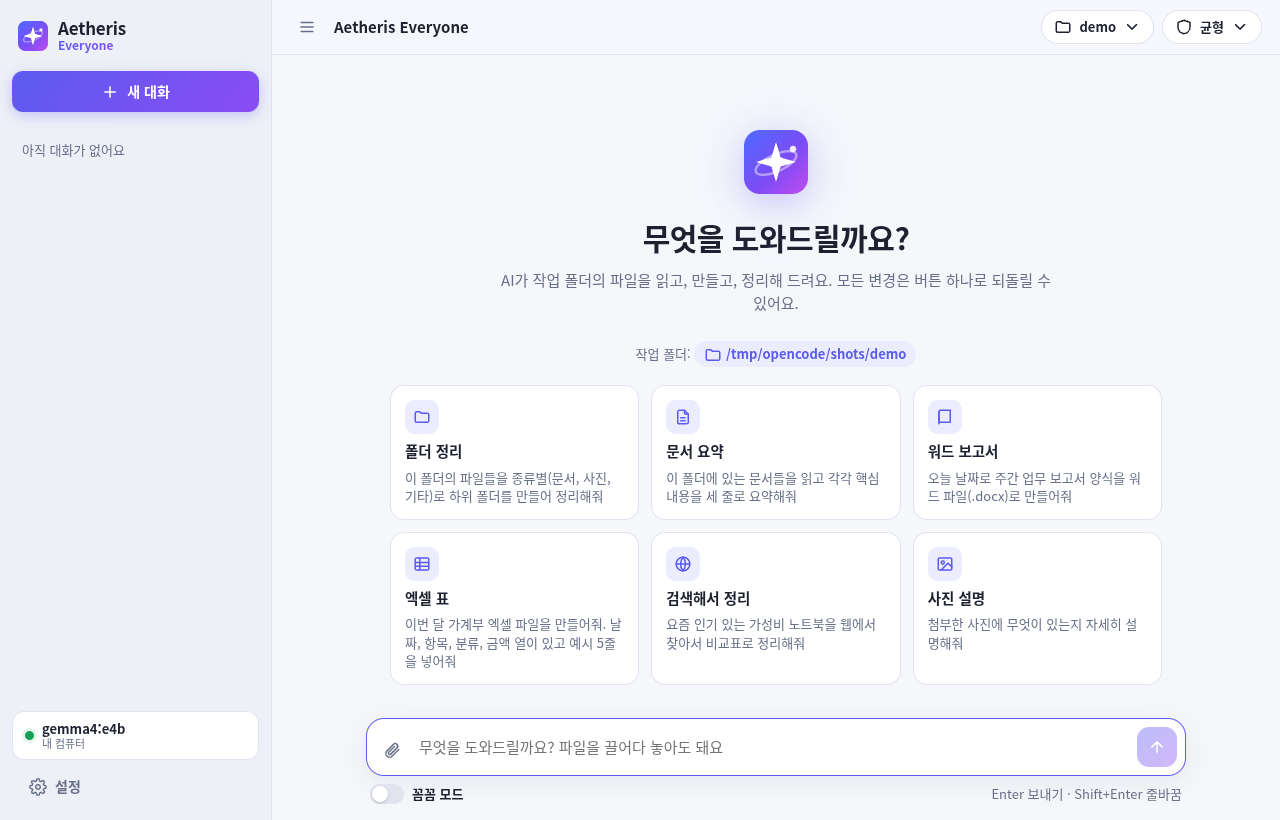 Aetheris
Everyone
새 대화
아직 대화가 없어요
gemma4:e4b
내 컴퓨터
설정
Aetheris Everyone
demo
균형
무엇을 도와드릴까요?
AI가 작업 폴더의 파일을 읽고, 만들고, 정리해 드려요. 모든 변경은 버튼 하나로 되돌릴 수
있어요.
작업 폴더: /tmp/opencode/shots/demo
폴더 정리
이 폴더의 파일들을 종류별(문서, 사진,
기타)로 하위 폴더를 만들어 정리해줘
문서 요약
이 폴더에 있는 문서들을 읽고 각각 핵심
내용을 세 줄로 요약해줘
워드 보고서
오늘 날짜로 주간 업무 보고서 양식을 워
드 파일(.docx)로 만들어줘
엑셀 표
이번 달 가계부 엑셀 파일을 만들어줘. 날
짜, 항목, 분류, 금액 열이 있고 예시 5줄
을 넣어줘
검색해서 정리
요즘 인기 있는 가성비 노트북을 웹에서
찾아서 비교표로 정리해줘
사진 설명
첨부한 사진에 무엇이 있는지 자세히 설
명해줘
무엇을 도와드릴까요? 파일을 끌어다 놓아도 돼요
꼼꼼 모드
Enter 보내기 · Shift+Enter 줄바꿈